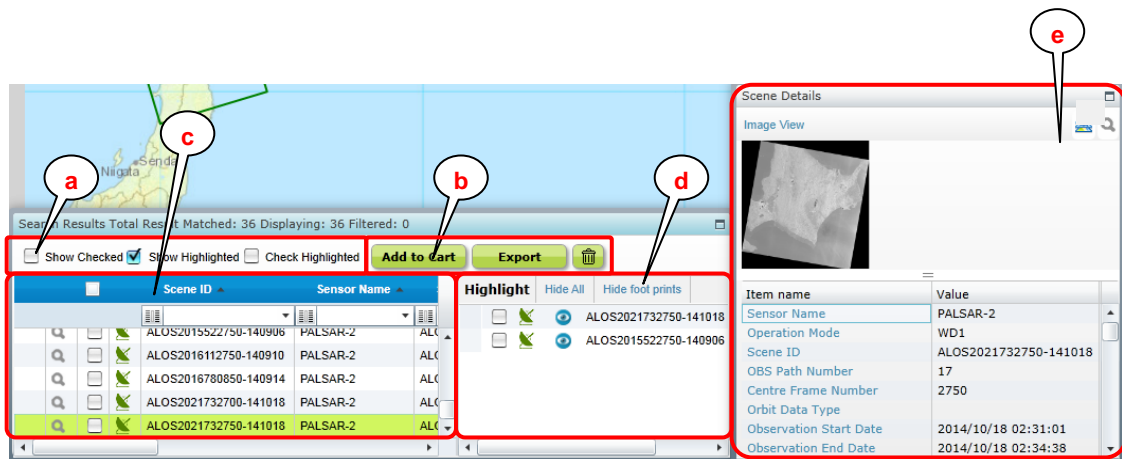 e
Scene Details
Image View
c
a
b
d
Niigata
Search Results Total Result Matched: 36 Displaying: 36 Filtered: 0
Show Checked Show Highlighted Check Highlighted
Add to Cart Export
Scene ID Sensor Name
ALOS2015522750-140906 PALSAR-2
ALOS2016112750-140910 PALSAR-2
ALOS2016780850-140914 PALSAR-2
ALOS2021732700-141018 PALSAR-2
ALOS2021732750-141018 PALSAR-2
Highlight Hide All Hide foot prints
ALOS2021732750-141018
ALOS2015522750-140906
Item name Value
Sensor Name PALSAR-2
Operation Mode WD1
Scene ID ALOS2021732750-141018
OBS Path Number 17
Centre Frame Number 2750
Orbit Data Type
Observation Start Date 2014/10/18 02:31:01
Observation End Date 2014/10/18 02:34:38